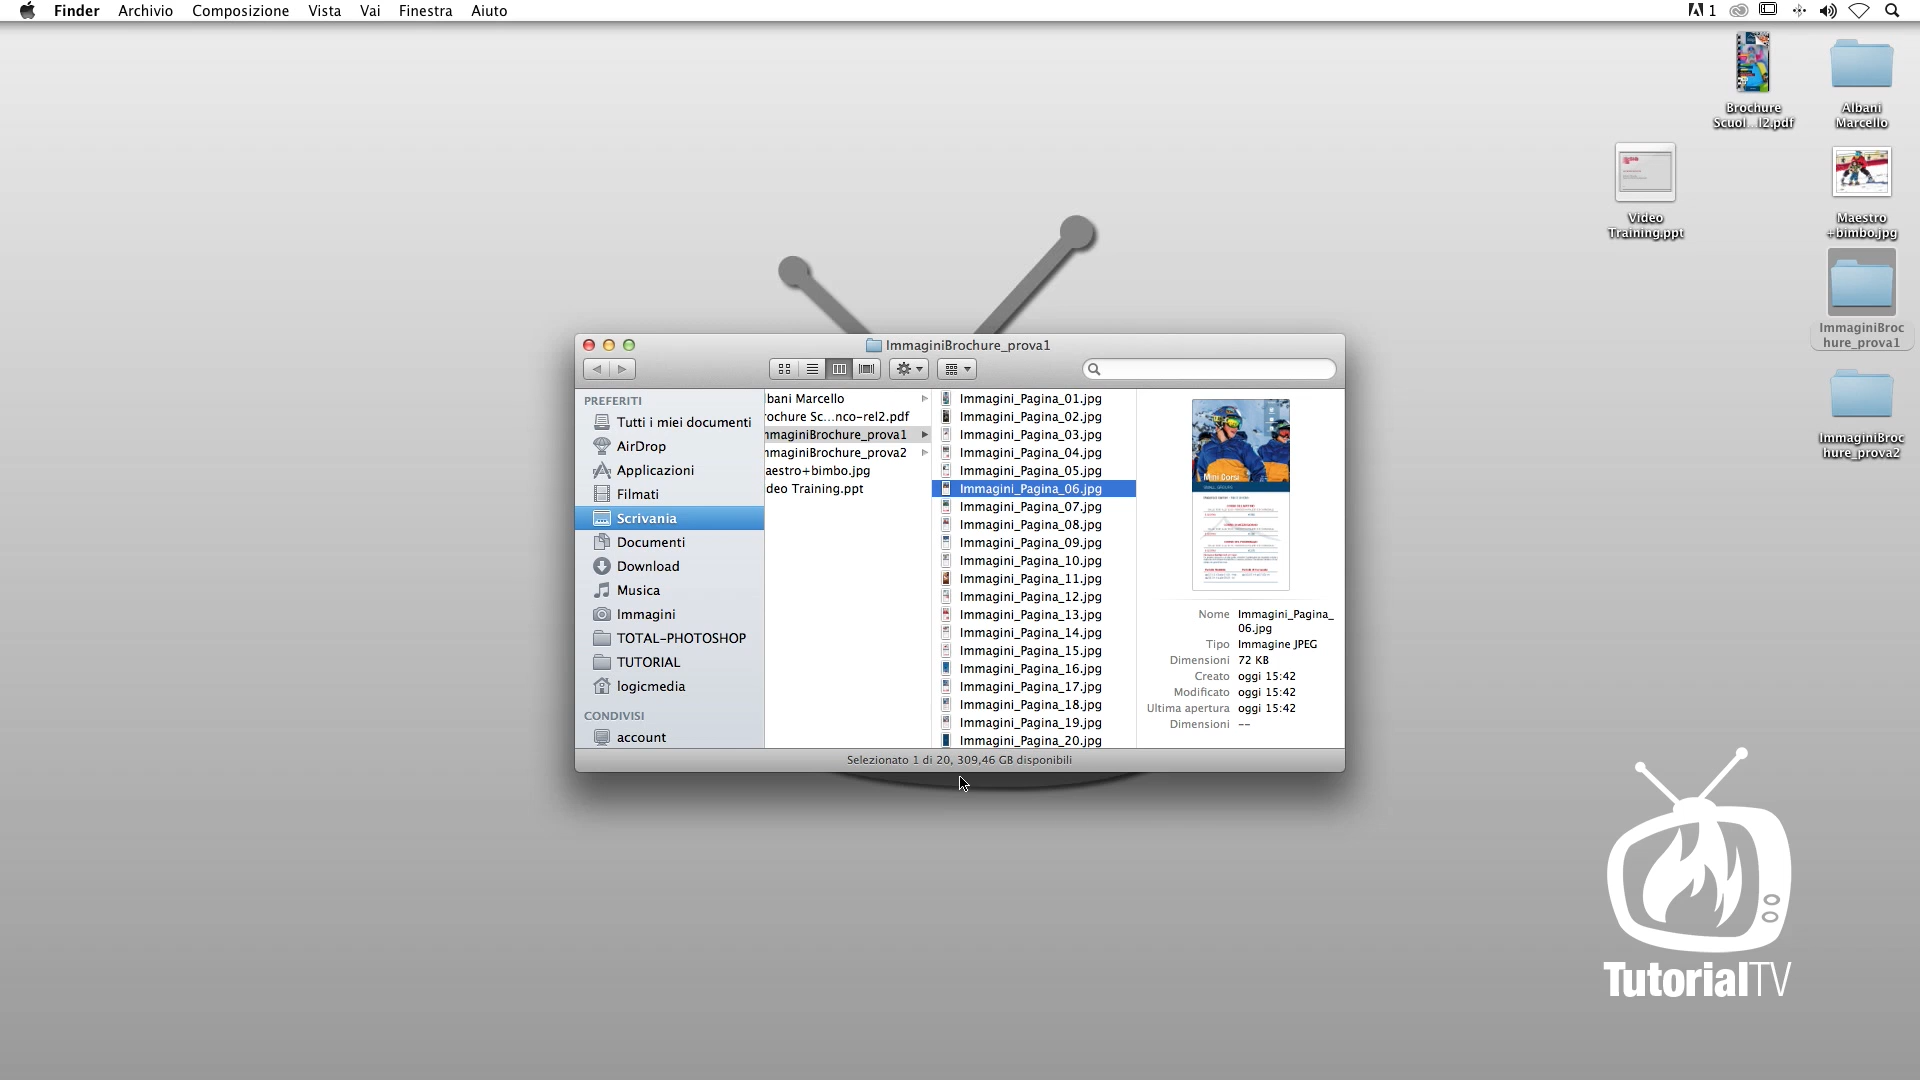 Finder Archivio Composizione Vista Vai Finestra Aiuto
1
Brochure
Scuol...l2.pdf
Albani
Marcello
Video
Training.ppt
Maestro
+bimbo.jpg
ImmaginiBroc
hure_prova1
ImmaginiBroc
hure_prova2
ImmaginiBrochure_prova1
PREFERITI
Tutti i miei documenti
AirDrop
Applicazioni
Filmati
Scrivania
Documenti
Download
Musica
Immagini
TOTAL-PHOTOSHOP
TUTORIAL
logicmedia
CONDIVISI
account
bani Marcello
ochure Sc...nco-rel2.pdf
mmaginiBrochure_prova1
mmaginiBrochure_prova2
aestro+bimbo.jpg
deo Training.ppt
Immagini_Pagina_01.jpg
Immagini_Pagina_02.jpg
Immagini_Pagina_03.jpg
Immagini_Pagina_04.jpg
Immagini_Pagina_05.jpg
Immagini_Pagina_06.jpg
Immagini_Pagina_07.jpg
Immagini_Pagina_08.jpg
Immagini_Pagina_09.jpg
Immagini_Pagina_10.jpg
Immagini_Pagina_11.jpg
Immagini_Pagina_12.jpg
Immagini_Pagina_13.jpg
Immagini_Pagina_14.jpg
Immagini_Pagina_15.jpg
Immagini_Pagina_16.jpg
Immagini_Pagina_17.jpg
Immagini_Pagina_18.jpg
Immagini_Pagina_19.jpg
Immagini_Pagina_20.jpg
Mini Corsi
Nome Immagini_Pagina_
06.jpg
Tipo Immagine JPEG
Dimensioni 72 KB
Creato oggi 15:42
Modificato oggi 15:42
Ultima apertura oggi 15:42
Dimensioni --
Selezionato 1 di 20, 309,46 GB disponibili
TutorialTV